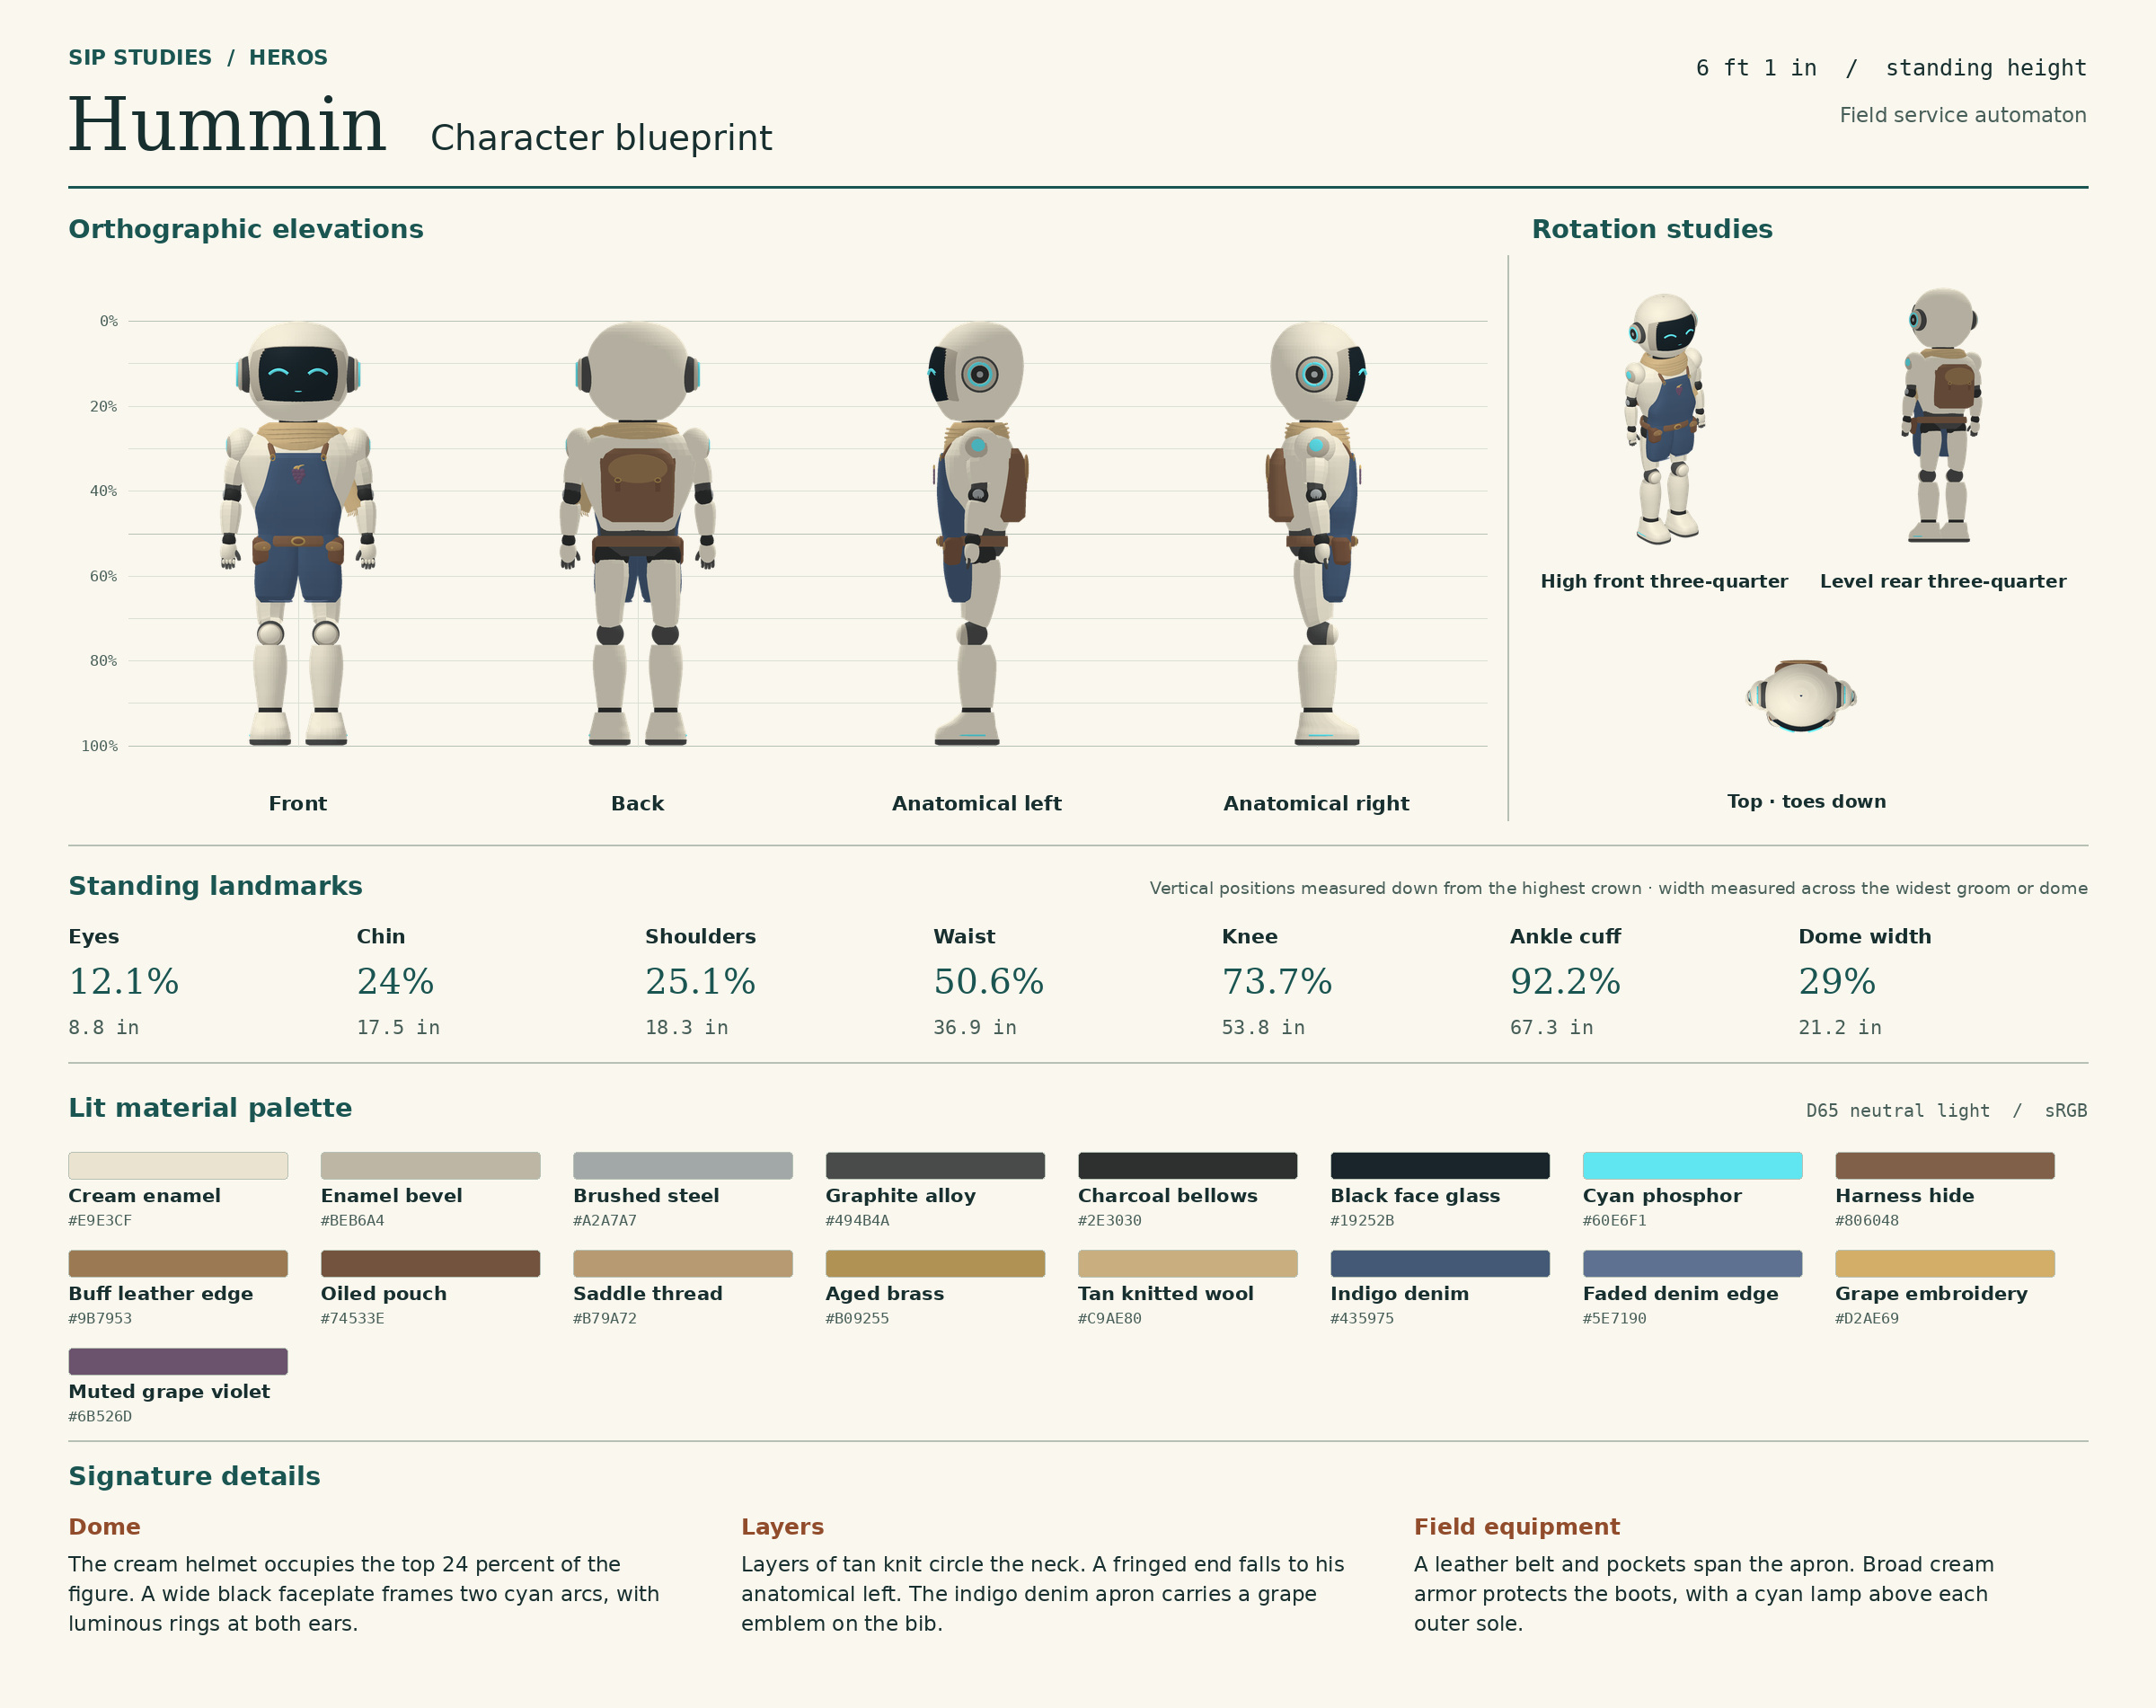 SIP STUDIES / HEROS
6 ft 1 in / standing height
Hummin Character blueprint
Field service automaton
Orthographic elevations
Rotation studies
0%
20%
40%
60%
80%
100%
Front
Back
Anatomical left
Anatomical right
High front three-quarter
Level rear three-quarter
Top · toes down
Standing landmarks
Vertical positions measured down from the highest crown · width measured across the widest groom or dome
Eyes
12.1%
8.8 in
Chin
24%
17.5 in
Shoulders
25.1%
18.3 in
Waist
50.6%
36.9 in
Knee
73.7%
53.8 in
Ankle cuff
92.2%
67.3 in
Dome width
29%
21.2 in
Lit material palette
D65 neutral light / sRGB
Cream enamel
#E9E3CF
Enamel bevel
#BEB6A4
Brushed steel
#A2A7A7
Graphite alloy
#494B4A
Charcoal bellows
#2E3030
Black face glass
#19252B
Cyan phosphor
#60E6F1
Harness hide
#806048
Buff leather edge
#9B7953
Oiled pouch
#74533E
Saddle thread
#B79A72
Aged brass
#B09255
Tan knitted wool
#C9AE80
Indigo denim
#435975
Faded denim edge
#5E7190
Grape embroidery
#D2AE69
Muted grape violet
#6B526D
Signature details
Dome
The cream helmet occupies the top 24 percent of the
figure. A wide black faceplate frames two cyan arcs, with
luminous rings at both ears.
Layers
Layers of tan knit circle the neck. A fringed end falls to his
anatomical left. The indigo denim apron carries a grape
emblem on the bib.
Field equipment
A leather belt and pockets span the apron. Broad cream
armor protects the boots, with a cyan lamp above each
outer sole.